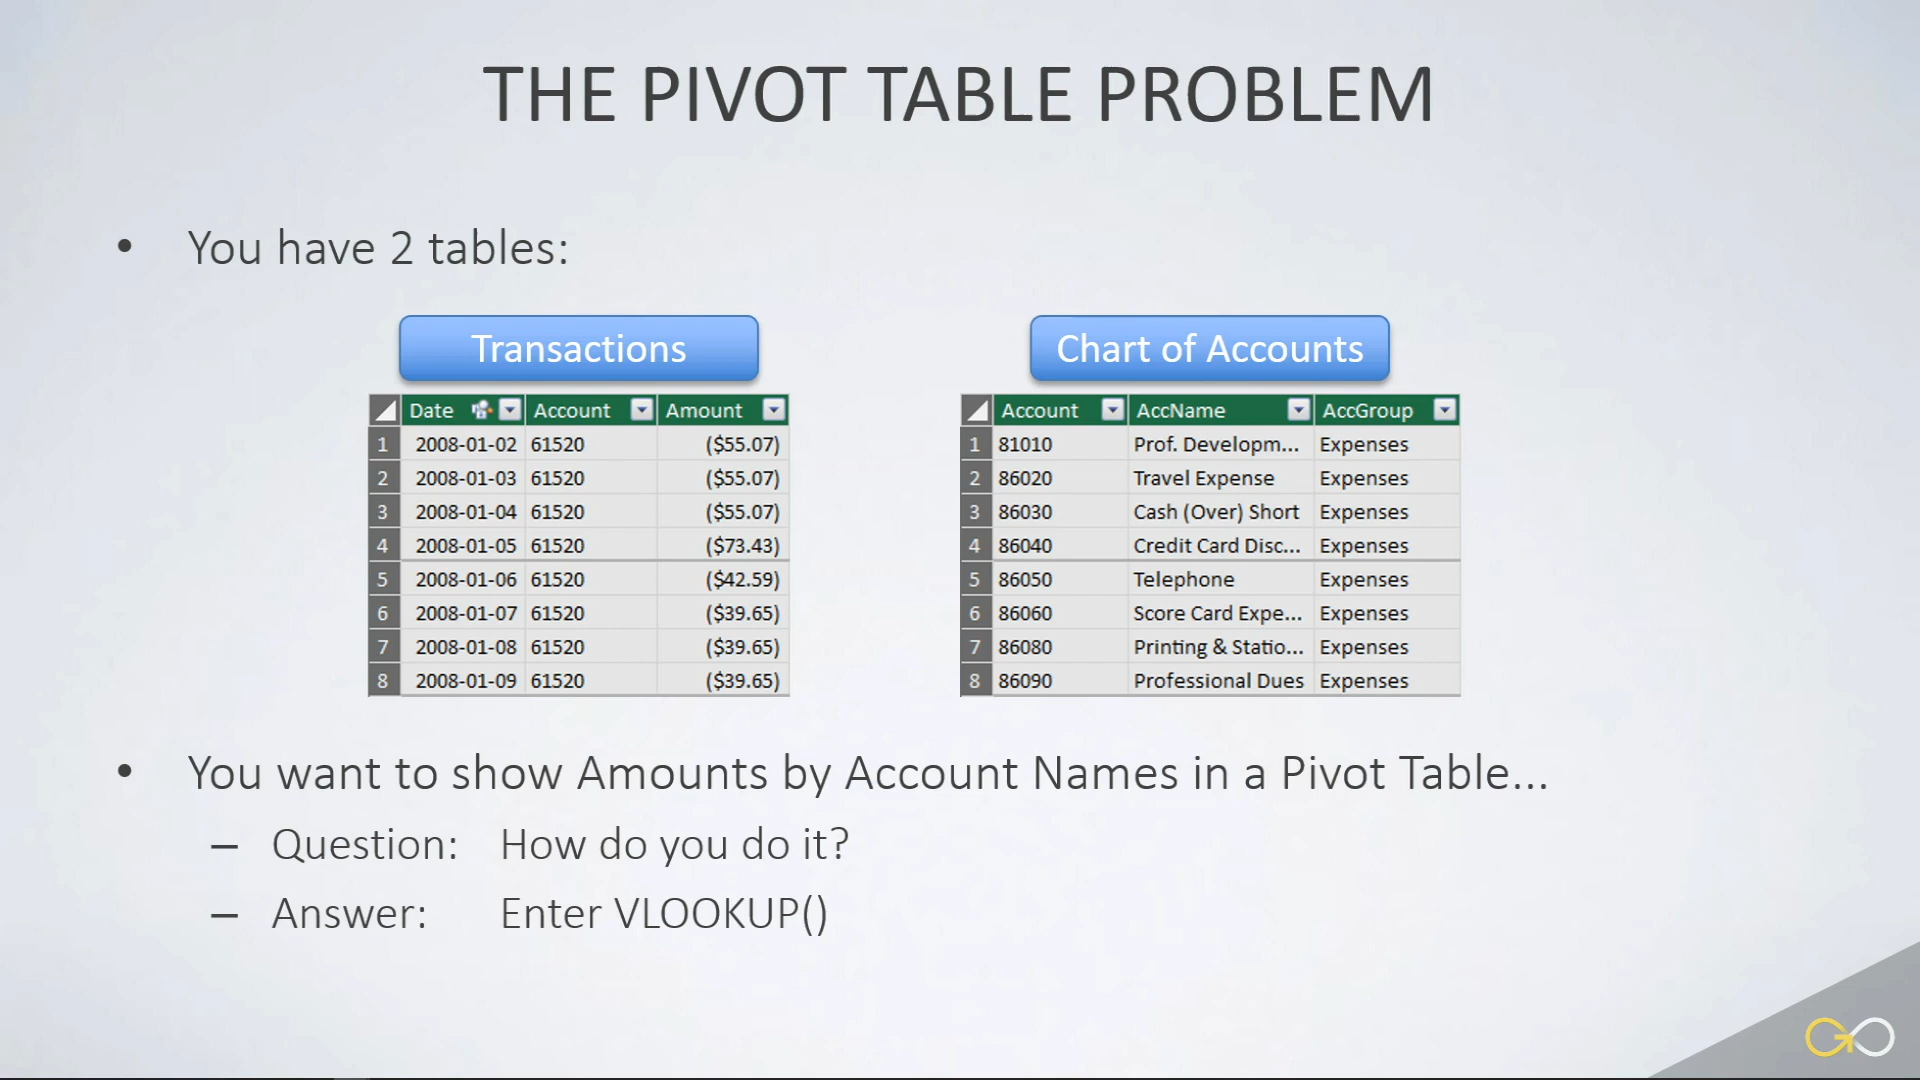 THE PIVOT TABLE PROBLEM
• You have 2 tables:
Transactions
Date Account Amount
1 2008-01-02 61520 ($55.07)
2 2008-01-03 61520 ($55.07)
3 2008-01-04 61520 ($55.07)
4 2008-01-05 61520 ($73.43)
5 2008-01-06 61520 ($42.59)
6 2008-01-07 61520 ($39.65)
7 2008-01-08 61520 ($39.65)
8 2008-01-09 61520 ($39.65)
Chart of Accounts
Account AccName AccGroup
1 81010 Prof. Developm... Expenses
2 86020 Travel Expense Expenses
3 86030 Cash (Over) Short Expenses
4 86040 Credit Card Disc... Expenses
5 86050 Telephone Expenses
6 86060 Score Card Expe... Expenses
7 86080 Printing & Statio... Expenses
8 86090 Professional Dues Expenses
• You want to show Amounts by Account Names in a Pivot Table...
– Question: How do you do it?
– Answer: Enter VLOOKUP()